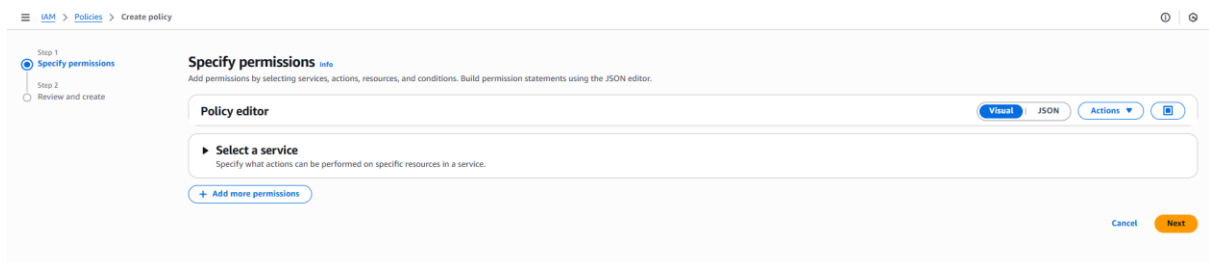 IAM > Policies > Create policy
Step 1
Specify permissions
Step 2
Review and create
Specify permissions Info
Add permissions by selecting services, actions, resources, and conditions. Build permission statements using the JSON editor.
Policy editor
Visual JSON Actions
Select a service
Specify what actions can be performed on specific resources in a service.
+ Add more permissions
Cancel Next